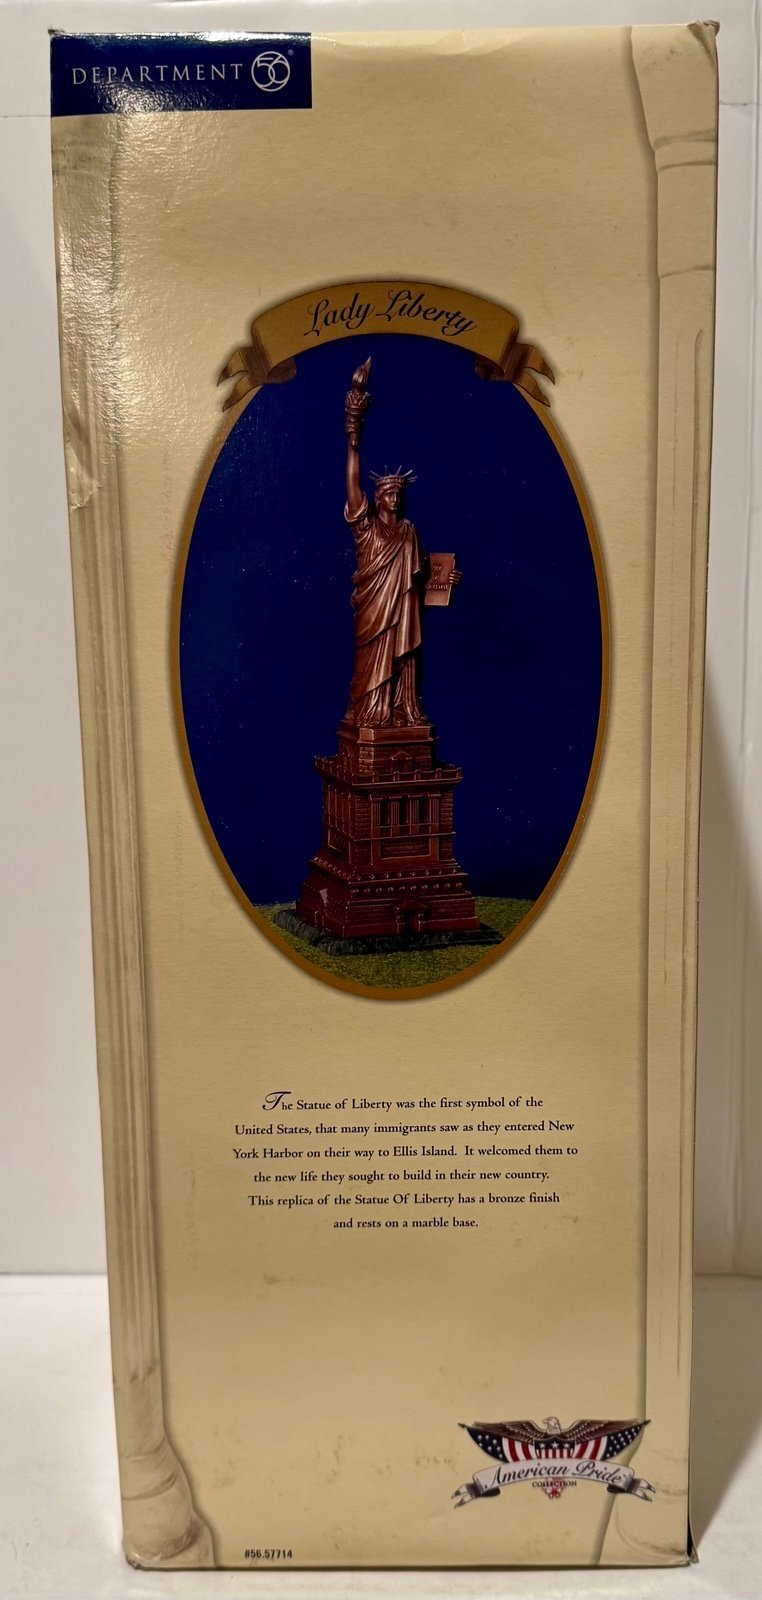 DEPARTMENT 56®
Lady Liberty
The Statue of Liberty was the first symbol of the
United States, that many immigrants saw as they entered New
York Harbor on their way to Ellis Island. It welcomed them to
the new life they sought to build in their new country.
This replica of the Statue Of Liberty has a bronze finish
and rests on a marble base.
American Pride™
COLLECTION
#56.57714